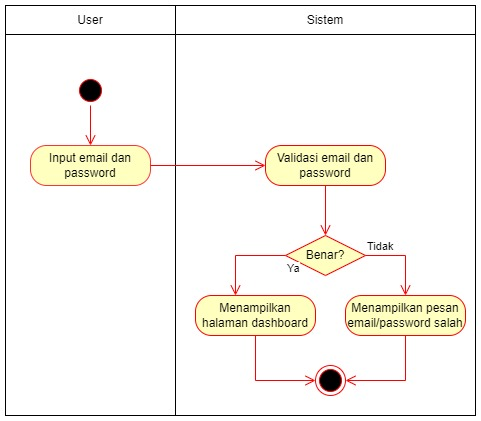 User
Sistem
Input email dan
password
Validasi email dan
password
Benar?
Tidak
Ya
Menampilkan
halaman dashboard
Menampilkan pesan
email/password salah